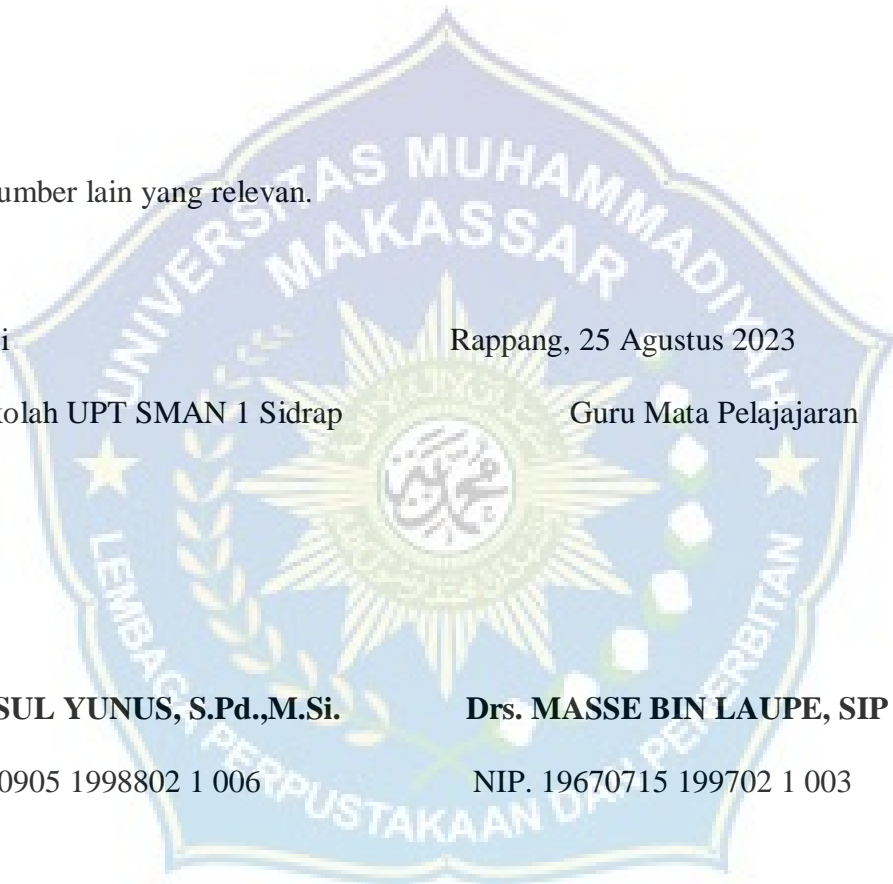 umber lain yang relevan.
i Rappang, 25 Agustus 2023
kolah UPT SMAN 1 Sidrap Guru Mata Pelajajaran
SUL YUNUS, S.Pd.,M.Si. Drs. MASSE BIN LAUPE, SIP
0905 1998802 1 006 NIP. 19670715 199702 1 003
UNIVERSITAS MUHAMMADIYAH
MAKASSAR
محمد
LEMBAGA PERPUSTAKAAN DAN PERBITAN